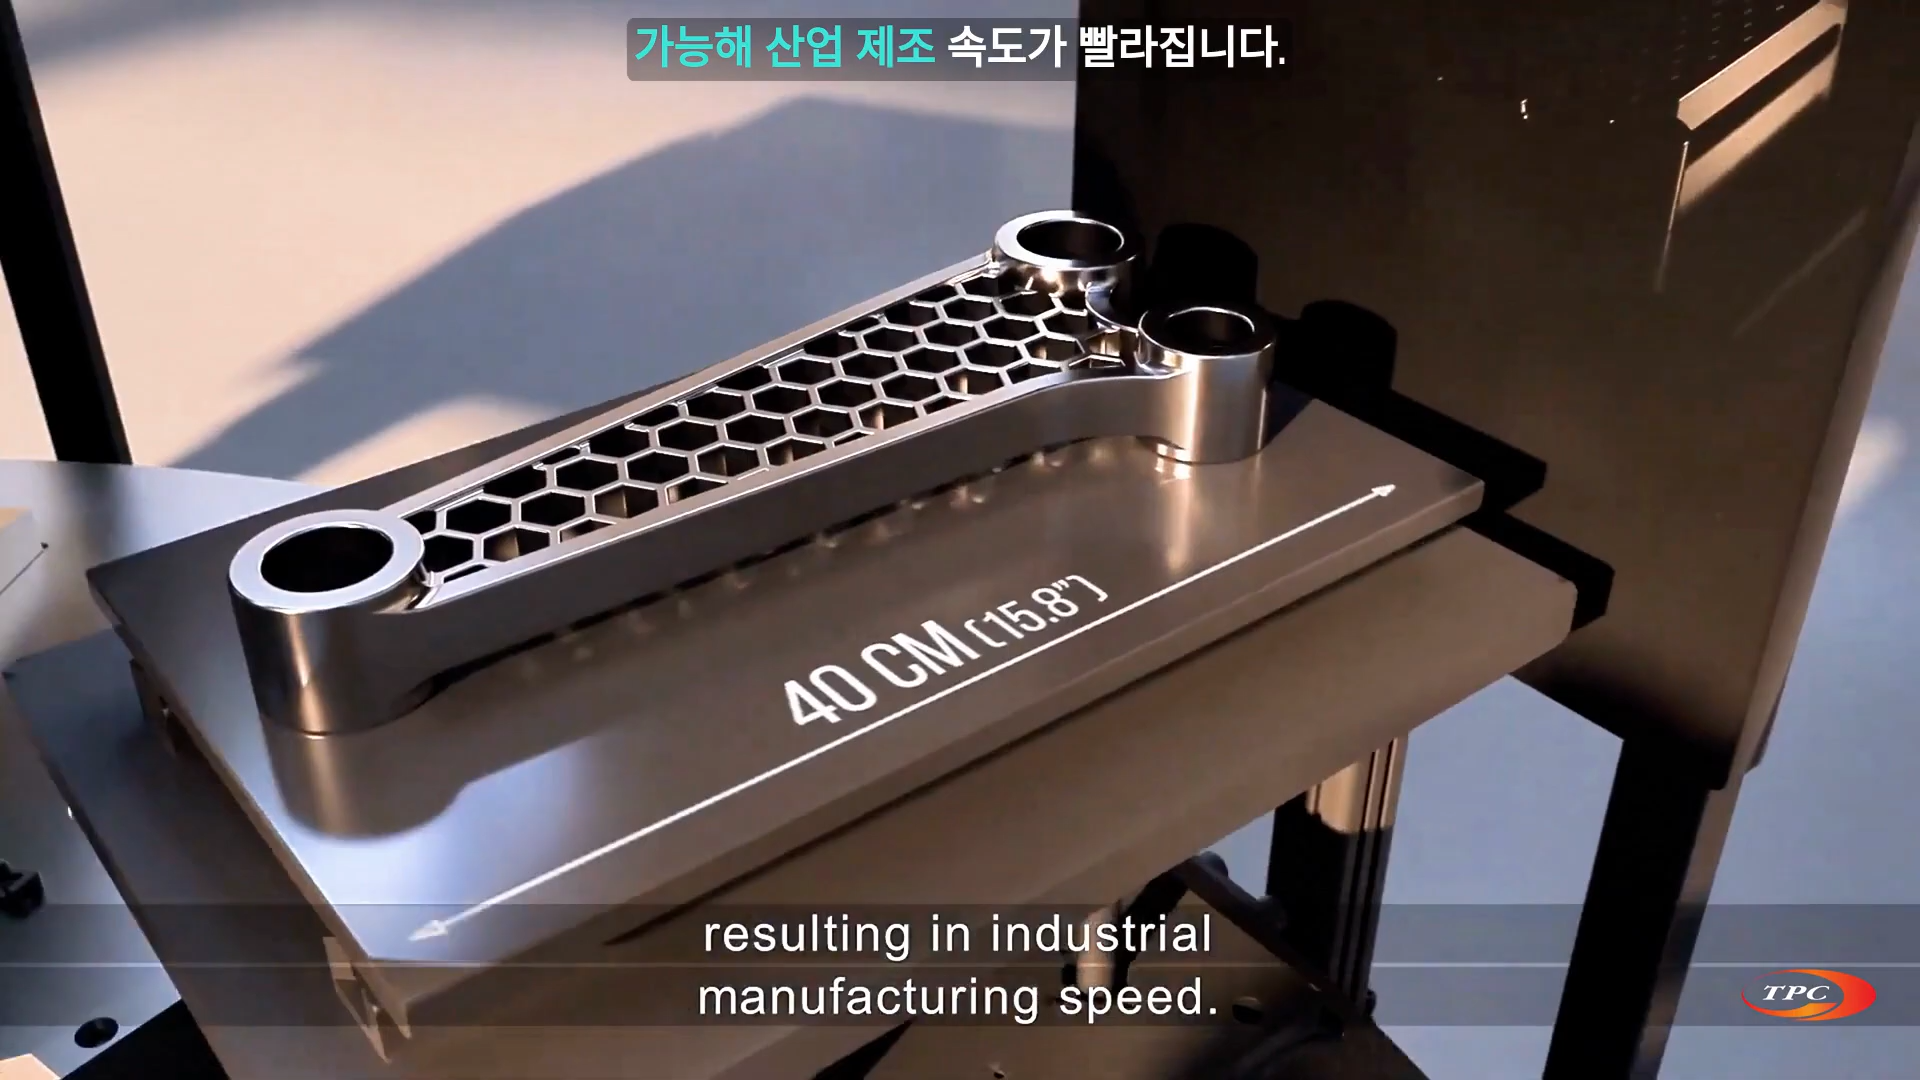 가능해 산업 제조 속도가 빨라집니다.
40 CM (15.8")
resulting in industrial
manufacturing speed.
TPC